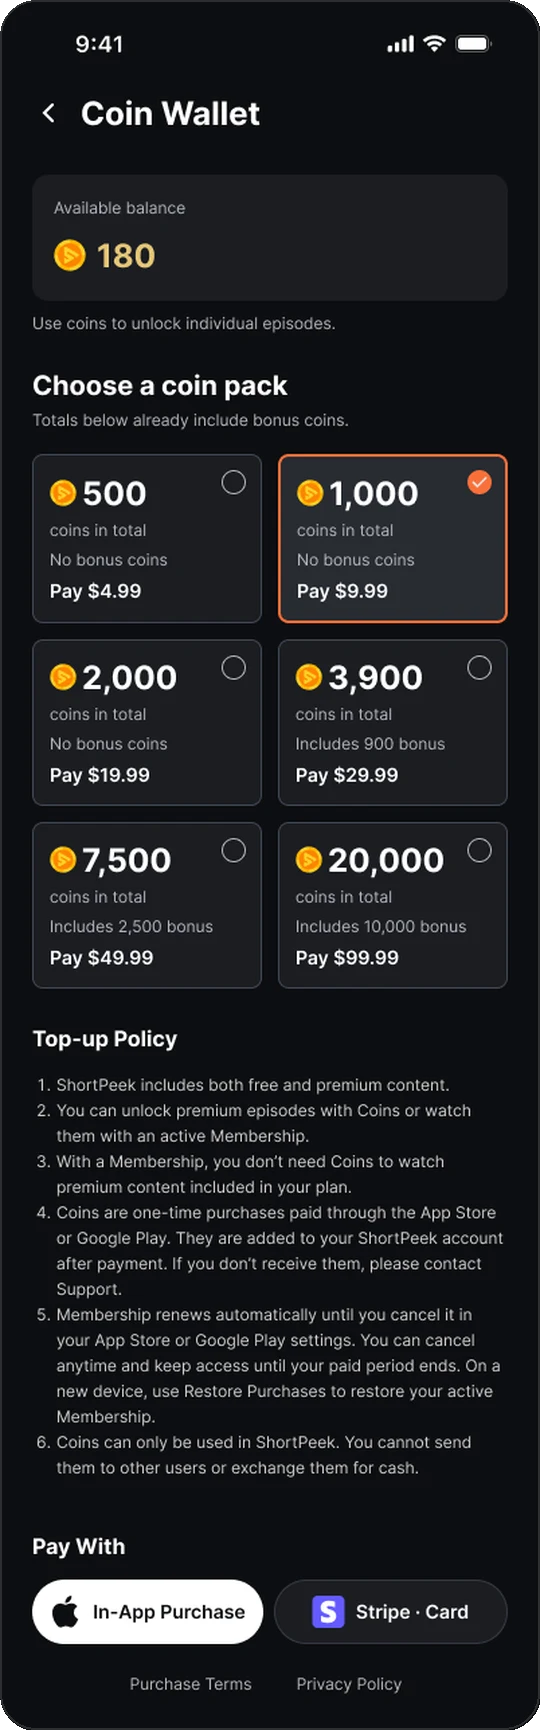 9:41
Coin Wallet
Available balance
180
Use coins to unlock individual episodes.
Choose a coin pack
Totals below already include bonus coins.
500
coins in total
No bonus coins
Pay $4.99
1,000
coins in total
No bonus coins
Pay $9.99
2,000
coins in total
No bonus coins
Pay $19.99
3,900
coins in total
Includes 900 bonus
Pay $29.99
7,500
coins in total
Includes 2,500 bonus
Pay $49.99
20,000
coins in total
Includes 10,000 bonus
Pay $99.99
Top-up Policy
1. ShortPeek includes both free and premium content.
2. You can unlock premium episodes with Coins or watch
them with an active Membership.
3. With a Membership, you don’t need Coins to watch
premium content included in your plan.
4. Coins are one-time purchases paid through the App Store
or Google Play. They are added to your ShortPeek account
after payment. If you don’t receive them, please contact
Support.
5. Membership renews automatically until you cancel it in
your App Store or Google Play settings. You can cancel
anytime and keep access until your paid period ends. On a
new device, use Restore Purchases to restore your active
Membership.
6. Coins can only be used in ShortPeek. You cannot send
them to other users or exchange them for cash.
Pay With
In-App Purchase
S Stripe · Card
Purchase Terms
Privacy Policy